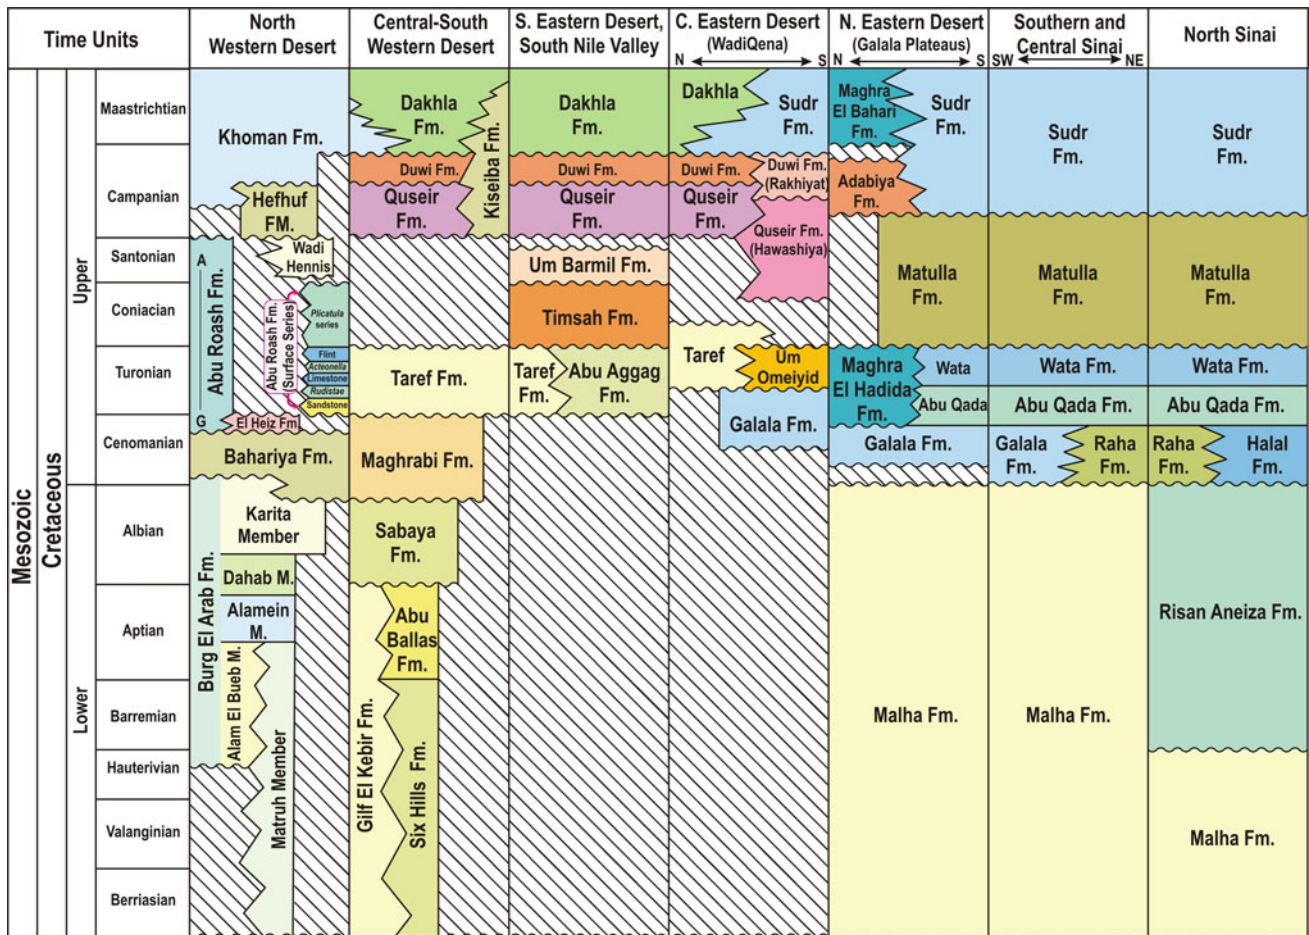 Time Units
North
Western Desert
Central-South
Western Desert
S. Eastern Desert,
South Nile Valley
C. Eastern Desert
(WadiQena)
N S
N. Eastern Desert
(Galala Plateaus)
N S
Southern and
Central Sinai
SW NE
North Sinai
Mesozoic
Cretaceous
Upper
Lower
Maastrichtian
Campanian
Santonian
Coniacian
Turonian
Cenomanian
Albian
Aptian
Barremian
Hauterivian
Valanginian
Berriasian
Khoman Fm.
Hefhuf
FM.
Wadi
Hennis
A
Abu Roash Fm.
G
Abu Roash Fm.
(Surface Series)
Plicatula
series
Flint
Acteonella
Limestone
Rudistae
Sandstone
El Heiz Fm.
Bahariya Fm.
Burg El Arab Fm.
Karita
Member
Dahab M.
Alamein
M.
Alam El Bueb M.
Matruh Member
Dakhla
Fm.
Kiseiba Fm.
Duwi Fm.
Quseir
Fm.
Taref Fm.
Maghrabi Fm.
Sabaya
Fm.
Abu
Ballas
Fm.
Gilf El Kebir Fm.
Six Hills Fm.
Dakhla
Fm.
Duwi Fm.
Quseir
Fm.
Um Barmil Fm.
Timsah Fm.
Taref
Fm.
Abu Aggag
Fm.
Dakhla
Sudr
Fm.
Duwi Fm.
Duwi Fm.
(Rakhiyat)
Quseir
Fm.
Quseir Fm.
(Hawashiya)
Taref
Um
Omeiyid
Galala Fm.
Maghra
El Bahari
Fm.
Sudr
Fm.
Adabiya
Fm.
Matulla
Fm.
Maghra
El Hadida
Fm.
Wata
Abu Qada
Galala Fm.
Malha Fm.
Sudr
Fm.
Matulla
Fm.
Wata Fm.
Abu Qada Fm.
Galala
Fm.
Raha
Fm.
Malha Fm.
Sudr
Fm.
Matulla
Fm.
Wata Fm.
Abu Qada Fm.
Raha
Fm.
Halal
Fm.
Risan Aneiza Fm.
Malha Fm.